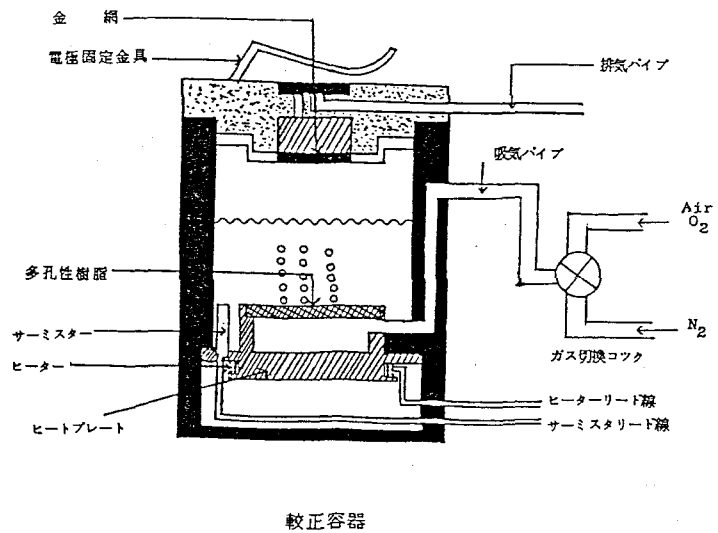 金 網
電極固定金具
排気パイプ
吸気パイプ
Air
O2
多孔性樹脂
サーミスター
N2
ガス切換コツク
ヒーター
ヒーターリード線
ヒートプレート
サーミスタリード線
較正容器